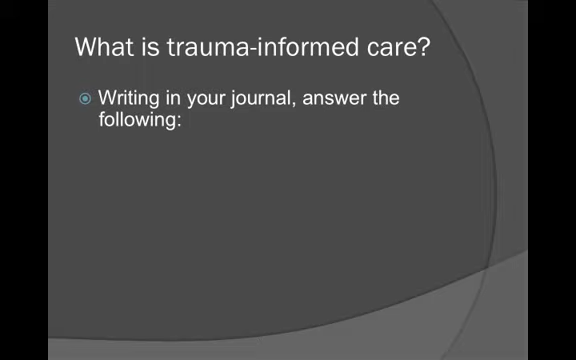 What is trauma-informed care?
Writing in your journal, answer the
following: